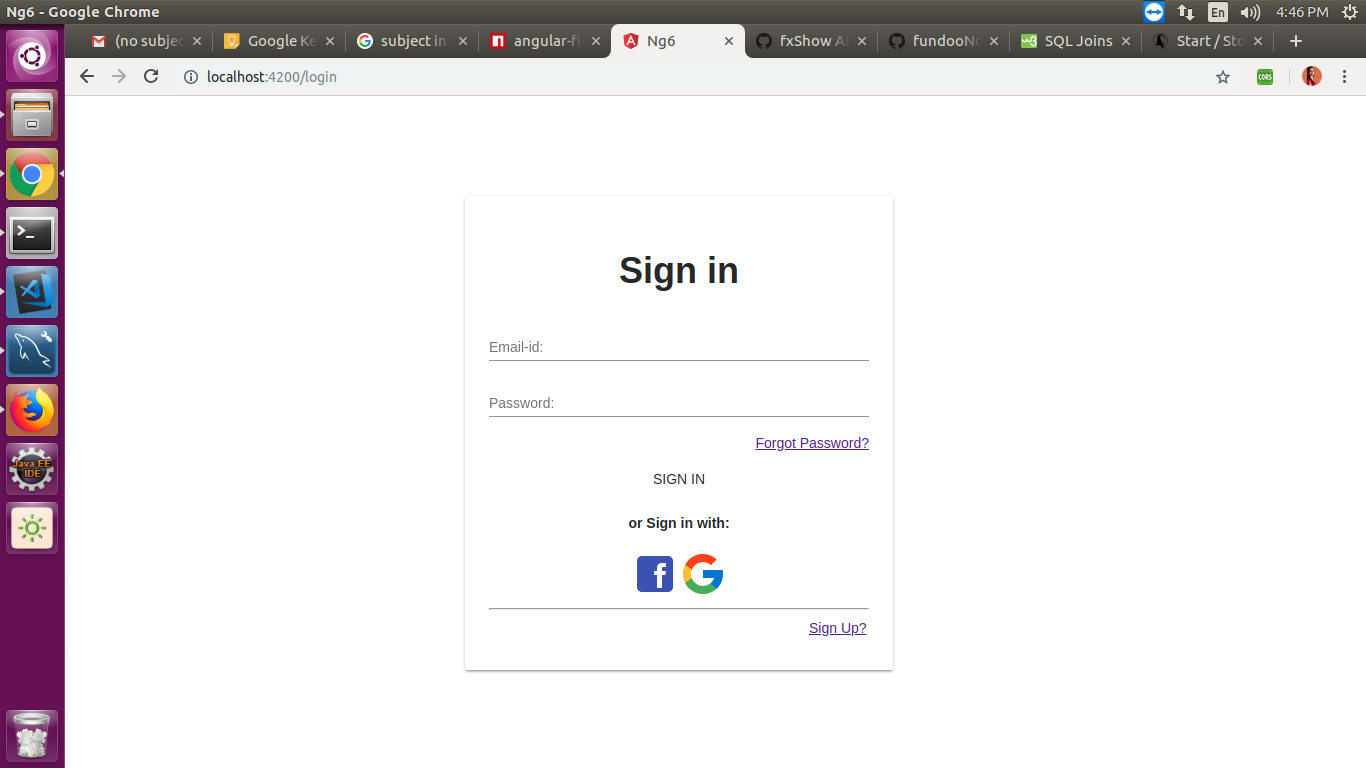 Ng6 - Google Chrome
En
4:46 PM
(no subje
Google Ke
subject in
angular-fi
Ng6
fxShow A
fundooNo
SQL Joins
Start / Sto
localhost:4200/login
CORS
Sign in
Email-id:
Password:
Forgot Password?
SIGN IN
or Sign in with:
Sign Up?
Java EE
IDE